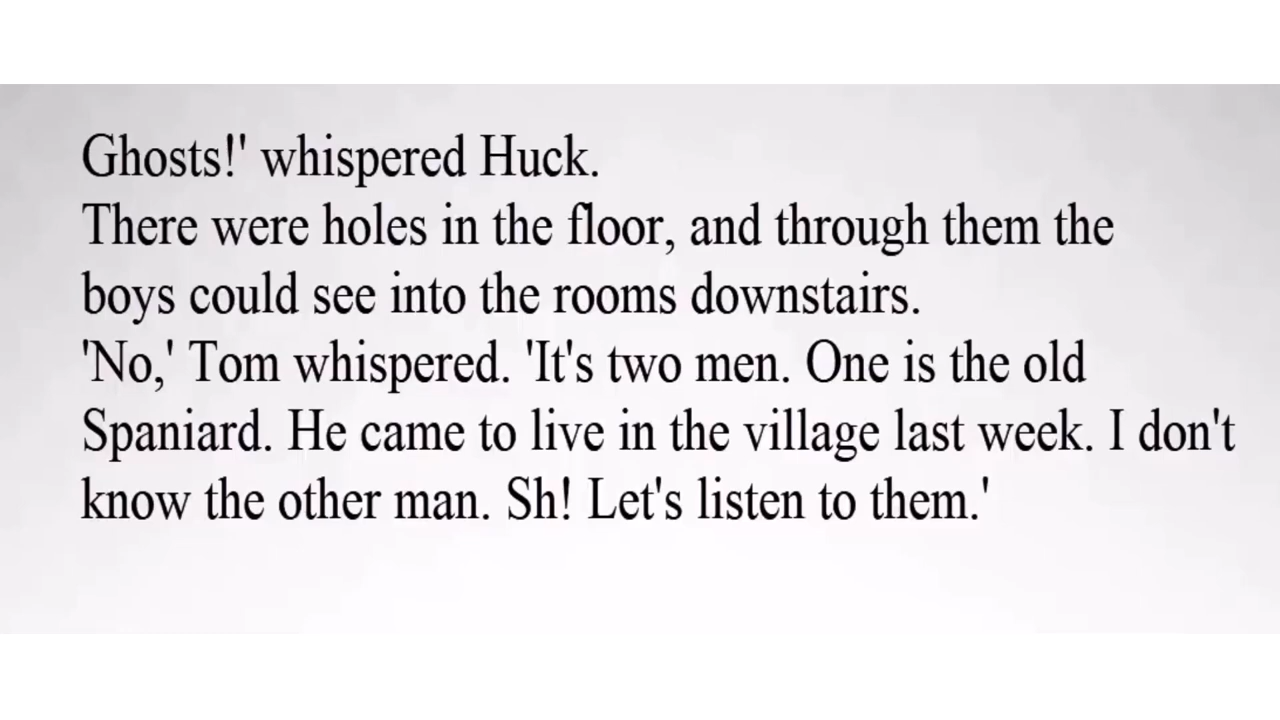 Ghosts!' whispered Huck.
There were holes in the floor, and through them the
boys could see into the rooms downstairs.
'No,' Tom whispered. 'It's two men. One is the old
Spaniard. He came to live in the village last week. I don't
know the other man. Sh! Let's listen to them.'